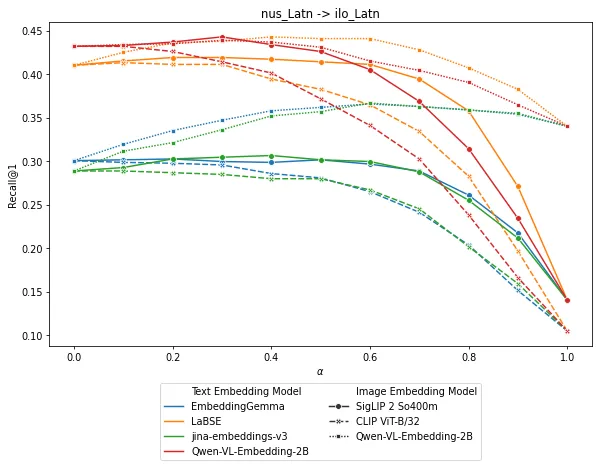 nus_Latn -> ilo_Latn
0.45
0.40
0.35
0.30
0.25
0.20
0.15
0.10
Recall@1
0.0
0.2
0.4
0.6
0.8
1.0
α
Text Embedding Model
EmbeddingGemma
LaBSE
jina-embeddings-v3
Qwen-VL-Embedding-2B
Image Embedding Model
SigLIP 2 So400m
CLIP ViT-B/32
Qwen-VL-Embedding-2B